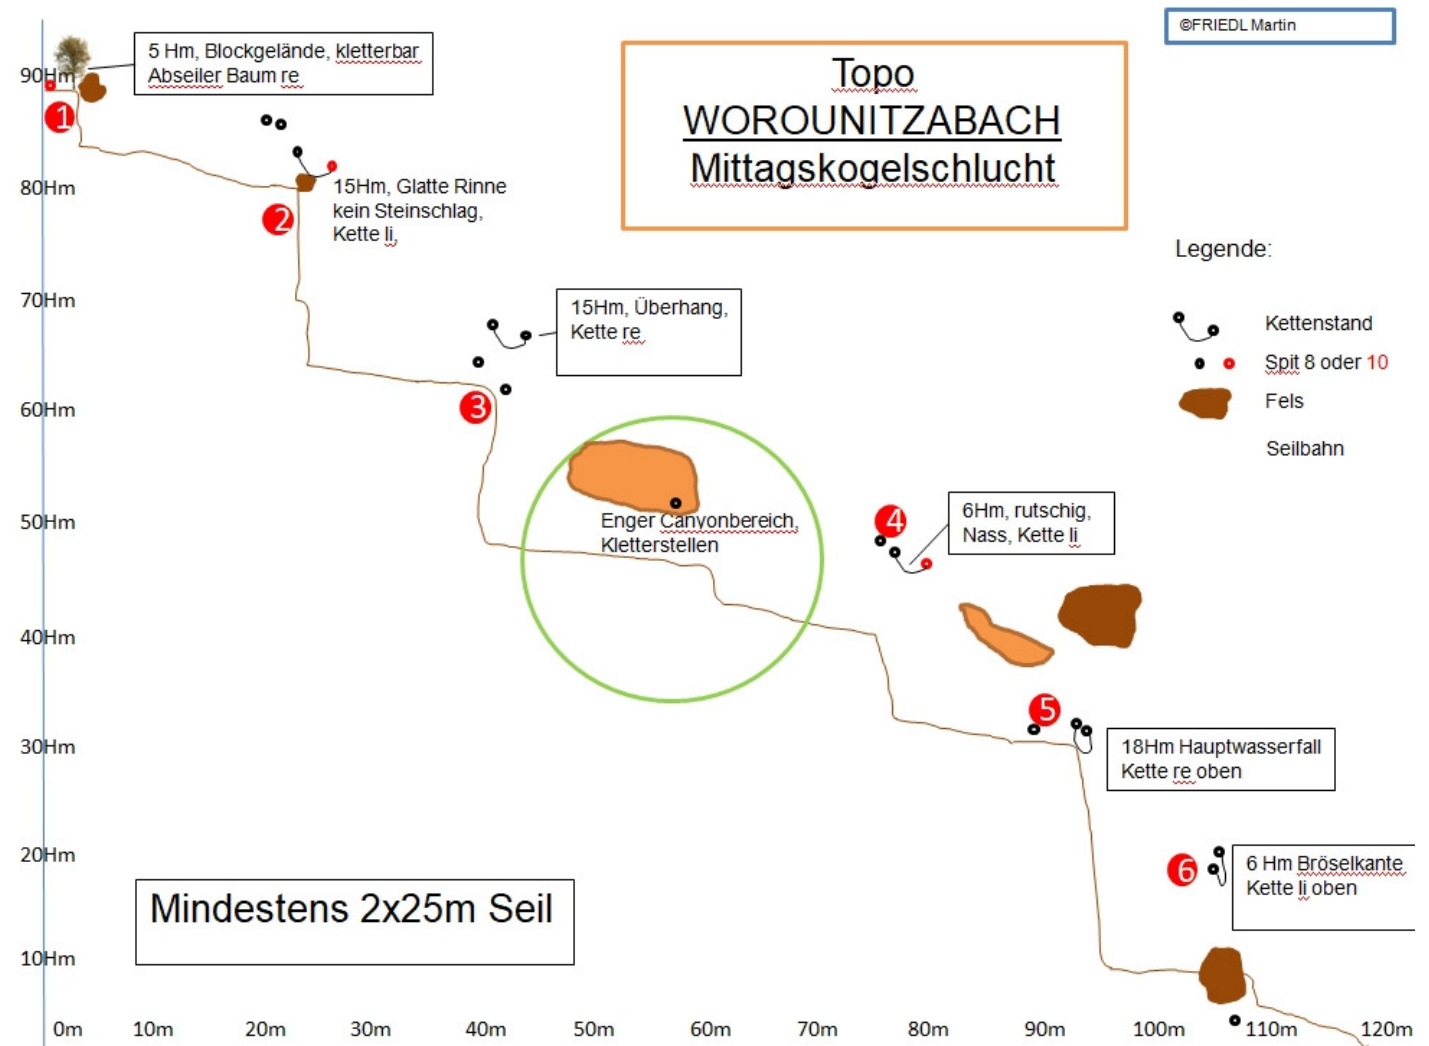 ©FRIEDL Martin
Topo
WOROUNITZABACH
Mittagskogelschlucht
5 Hm, Blockgelände, kletterbar
Abseiler Baum re
90Hm
1
80Hm
15Hm, Glatte Rinne
kein Steinschlag,
Kette li,
2
Legende:
Kettenstand
Spit 8 oder 10
Fels
Seilbahn
70Hm
15Hm, Überhang,
Kette re
60Hm
3
50Hm
Enger Canyonbereich,
Kletterstellen
4
6Hm, rutschig,
Nass, Kette li
40Hm
5
30Hm
18Hm Hauptwasserfall
Kette re oben
20Hm
6
6 Hm Bröselkante
Kette li oben
Mindestens 2x25m Seil
10Hm
0m 10m 20m 30m 40m 50m 60m 70m 80m 90m 100m 110m 120m